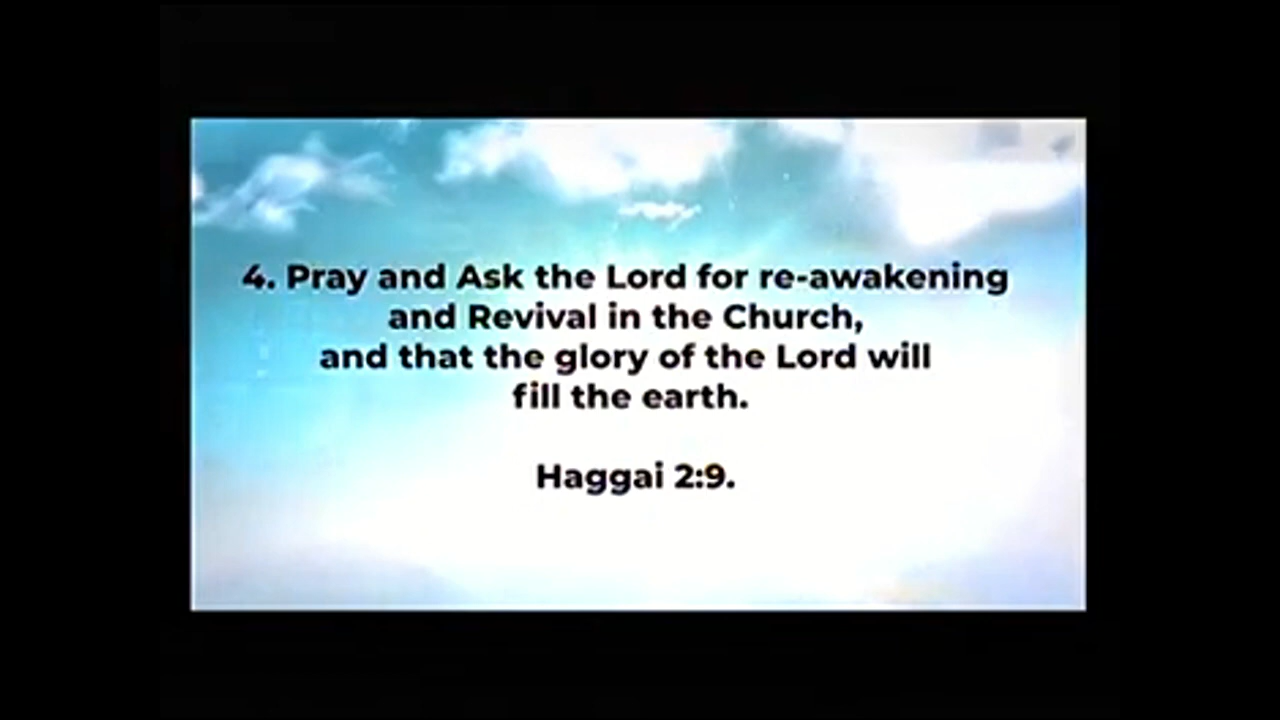 4. Pray and Ask the Lord for re-awakening
and Revival in the Church,
and that the glory of the Lord will
fill the earth.
Haggai 2:9.